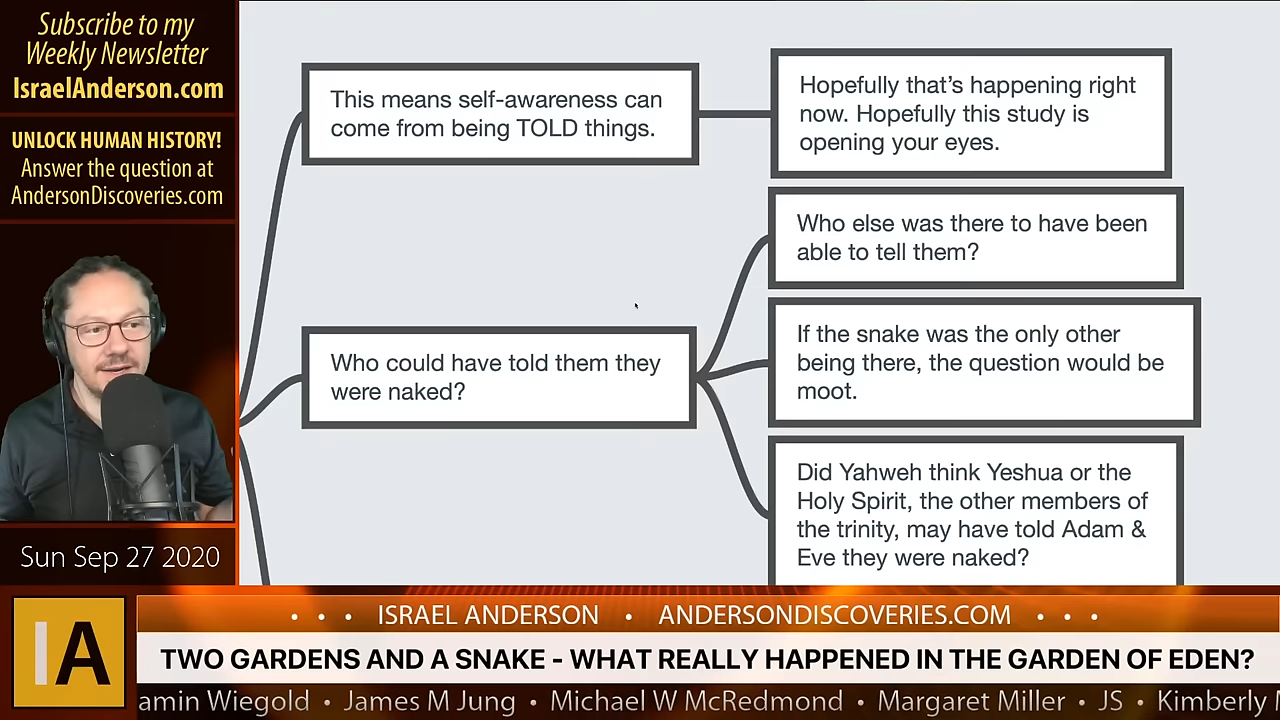 Subscribe to my
Weekly Newsletter
IsraelAnderson.com
UNLOCK HUMAN HISTORY!
Answer the question at
AndersonDiscoveries.com
This means self-awareness can
come from being TOLD things.
Hopefully that's happening right
now. Hopefully this study is
opening your eyes.
Who else was there to have been
able to tell them?
Who could have told them they
were naked?
If the snake was the only other
being there, the question would be
moot.
Did Yahweh think Yeshua or the
Holy Spirit, the other members of
the trinity, may have told Adam &
Eve they were naked?
Sun Sep 27 2020
IA
• • • ISRAEL ANDERSON • ANDERSONDISCOVERIES.COM • • •
TWO GARDENS AND A SNAKE - WHAT REALLY HAPPENED IN THE GARDEN OF EDEN?
amin Wiegold • James M Jung • Michael W McRedmond • Margaret Miller • JS • Kimberly